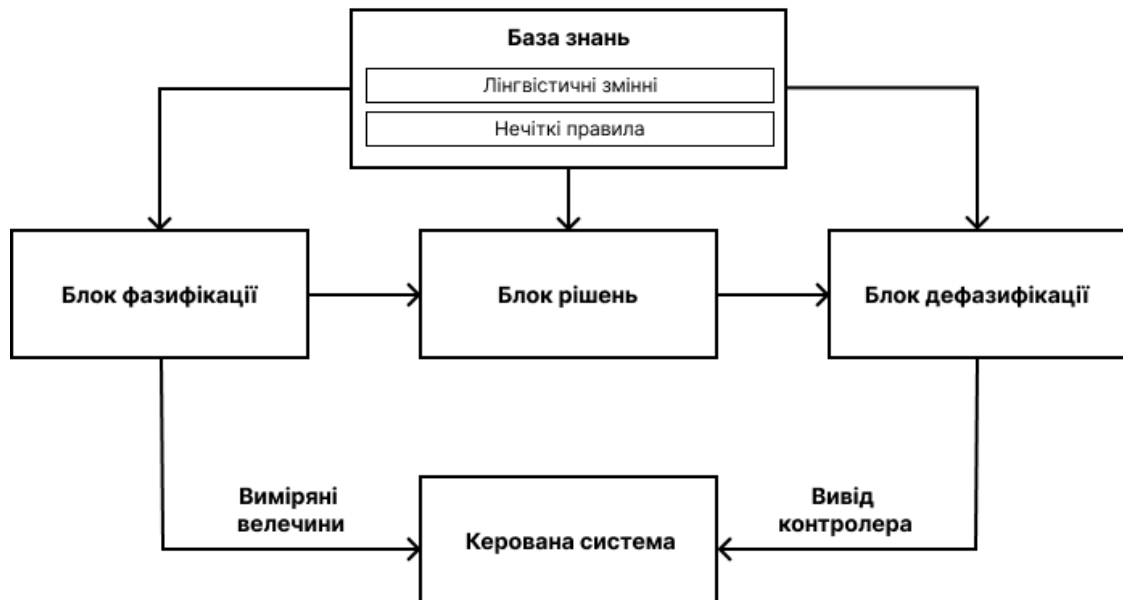 База знань
Лінгвістичні змінні
Нечіткі правила
Блок фазифікації
Блок рішень
Блок дефазифікації
Виміряні
велечини
Керована система
Вивід
контролера